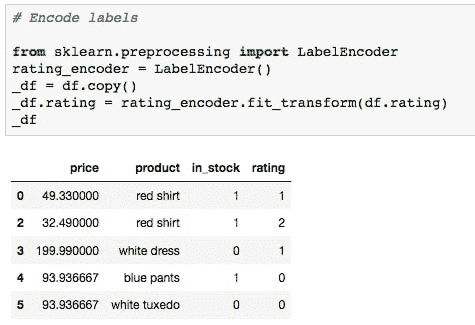 # Encode labels
from sklearn.preprocessing import LabelEncoder
rating_encoder = LabelEncoder()
_df = df.copy()
_df.rating = rating_encoder.fit_transform(df.rating)
_df
price product in_stock rating
0 49.330000 red shirt 1 1
2 32.490000 red shirt 1 2
3 199.990000 white dress 0 1
4 93.936667 blue pants 1 0
5 93.936667 white tuxedo 0 0